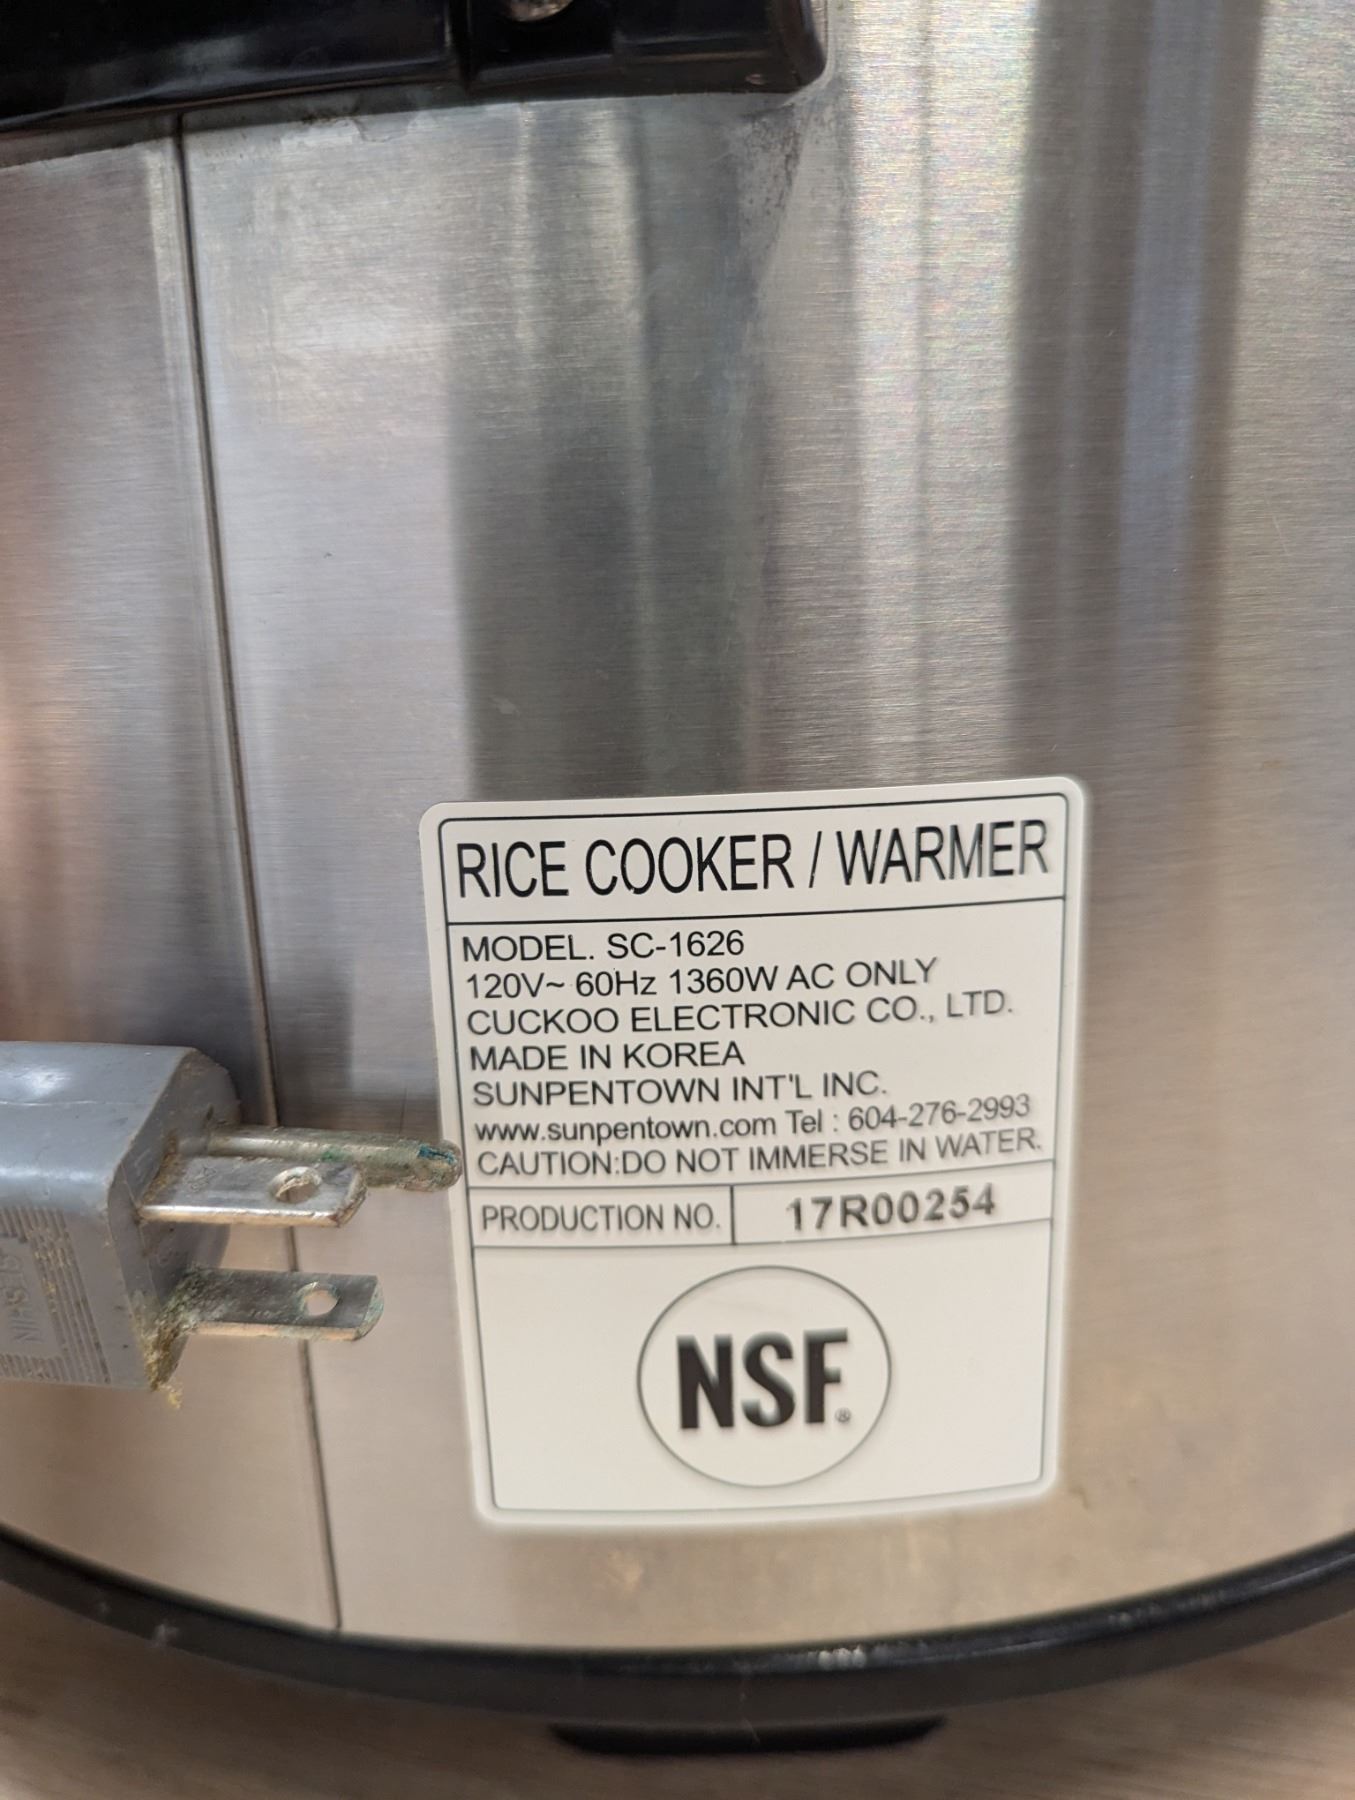 RICE COOKER / WARMER
MODEL. SC-1626
120V~ 60Hz 1360W AC ONLY
CUCKOO ELECTRONIC CO., LTD.
MADE IN KOREA
SUNPENTOWN INT'L INC.
www.sunpentown.com Tel : 604-276-2993
CAUTION:DO NOT IMMERSE IN WATER.
PRODUCTION NO. 17R00254
NSF®